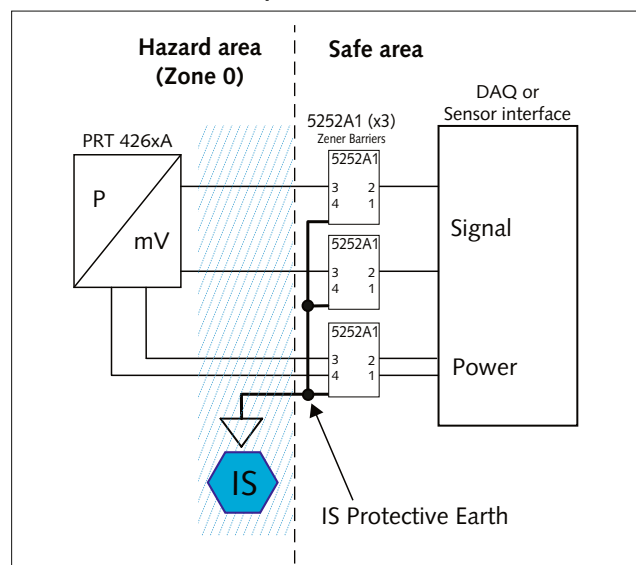 Hazard area
(Zone 0)
Safe area
DAQ or
Sensor interface
5252A1 (x3)
Zener Barriers
PRT 426xA
P
mV
5252A1
3 2
4 1
Signal
5252A1
3 2
4 1
5252A1
3 2
4 1
Power
IS
IS Protective Earth